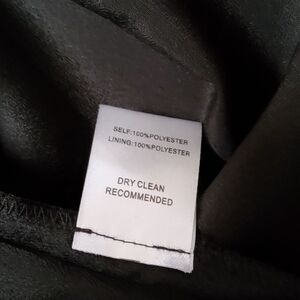 SELF:100%POLYESTER
LINING:100%POLYESTER
DRY CLEAN
RECOMMENDED